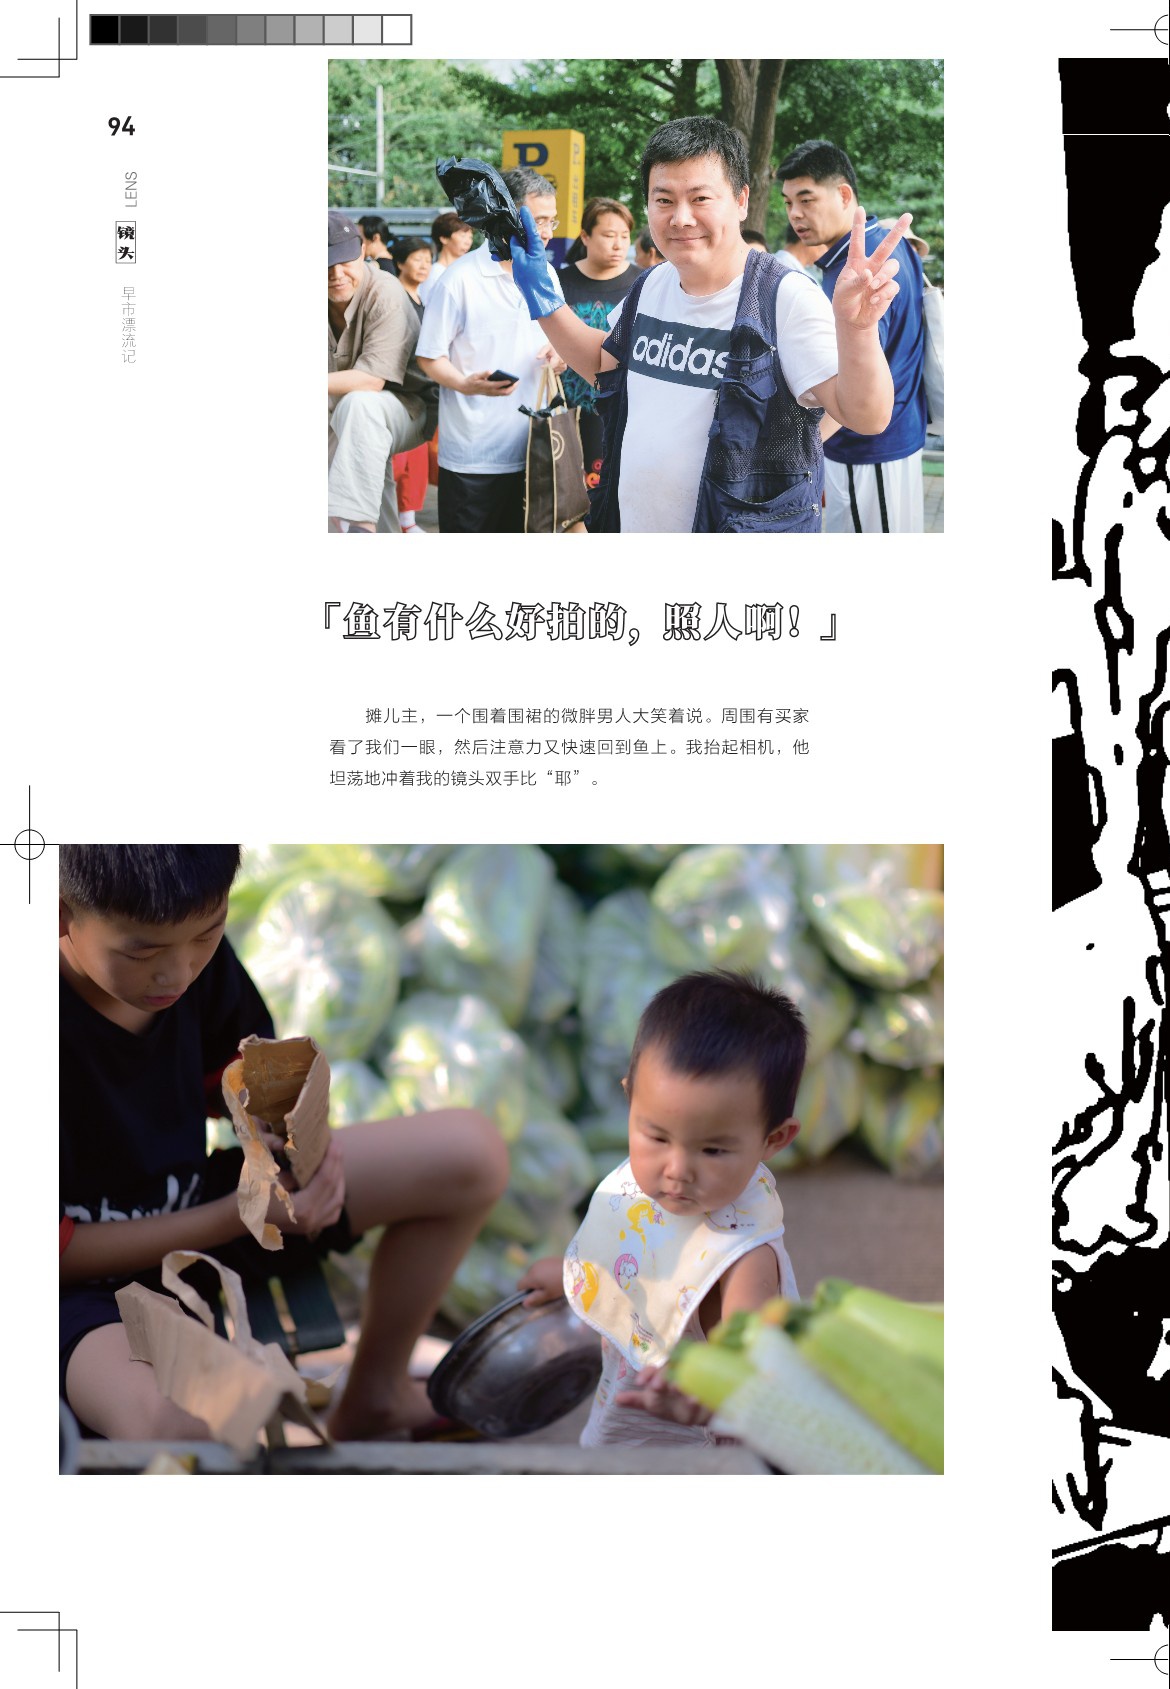 94
LENS
镜头
早市漂流记
P
adidas
「鱼有什么好拍的，照人啊！」
摊儿主，一个围着围裙的微胖男人大笑着说。周围有买家
看了我们一眼，然后注意力又快速回到鱼上。我抬起相机，他
坦荡地冲着我的镜头双手比“耶”。